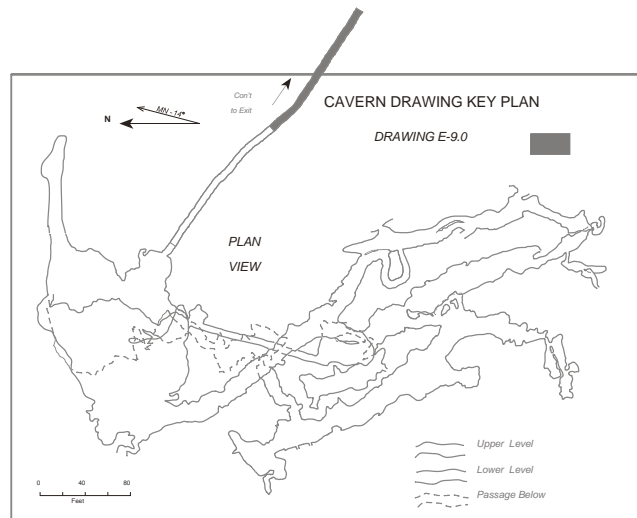 Con't
to Exit
CAVERN DRAWING KEY PLAN
MN - 14°
N
DRAWING E-9.0
PLAN
VIEW
Upper Level
Lower Level
Passage Below
0 40 80
Feet